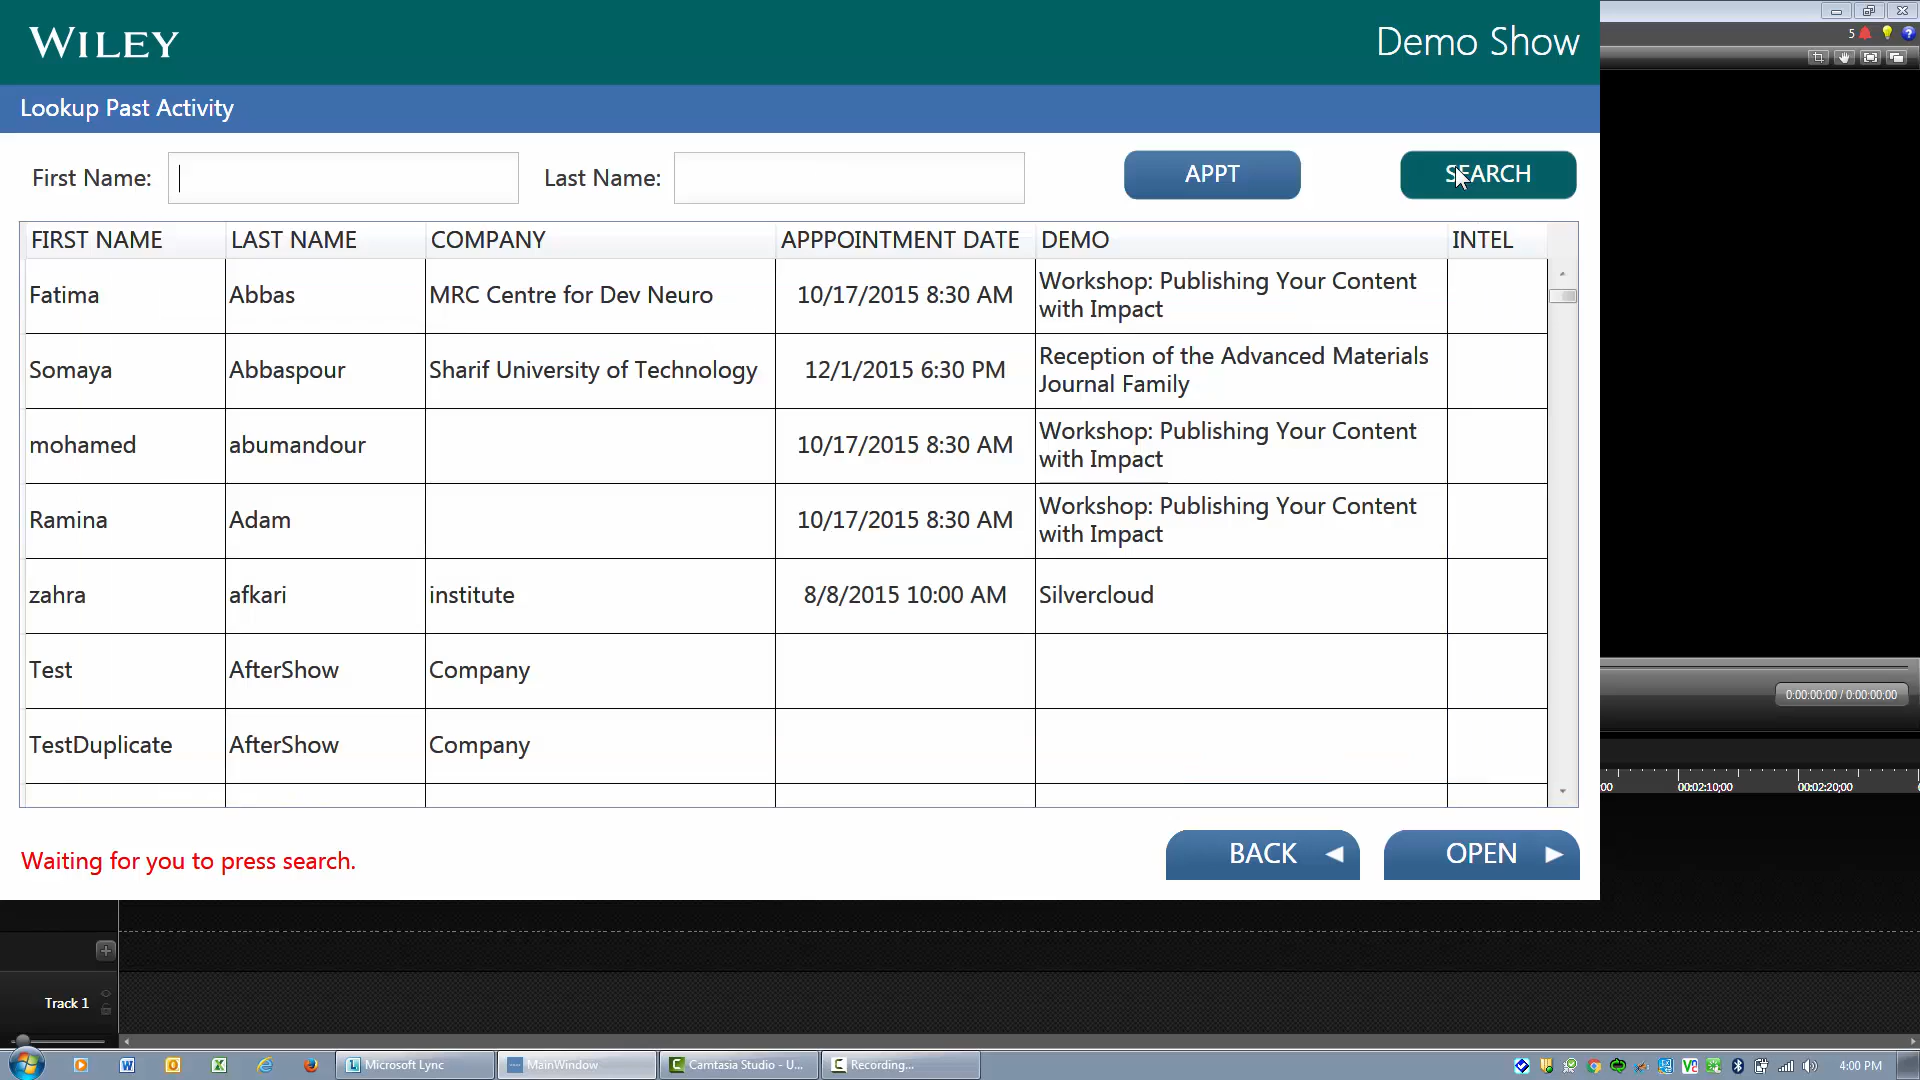 WILEY
Demo Show
5
Lookup Past Activity
First Name:
Last Name:
APPT
SEARCH
FIRST NAME LAST NAME COMPANY APPPOINTMENT DATE DEMO INTEL
Fatima Abbas MRC Centre for Dev Neuro 10/17/2015 8:30 AM Workshop: Publishing Your Content
with Impact
Somaya Abbaspour Sharif University of Technology 12/1/2015 6:30 PM Reception of the Advanced Materials
Journal Family
mohamed abumandour 10/17/2015 8:30 AM Workshop: Publishing Your Content
with Impact
Ramina Adam 10/17/2015 8:30 AM Workshop: Publishing Your Content
with Impact
zahra afkari institute 8/8/2015 10:00 AM Silvercloud
Test AfterShow Company
TestDuplicate AfterShow Company
0:00:00;00 / 0:00:00;00
00 00:02:10;00 00:02:20;00
Waiting for you to press search.
BACK
OPEN
Track 1
Microsoft Lync
MainWindow
Camtasia Studio - U...
Recording...
4:00 PM